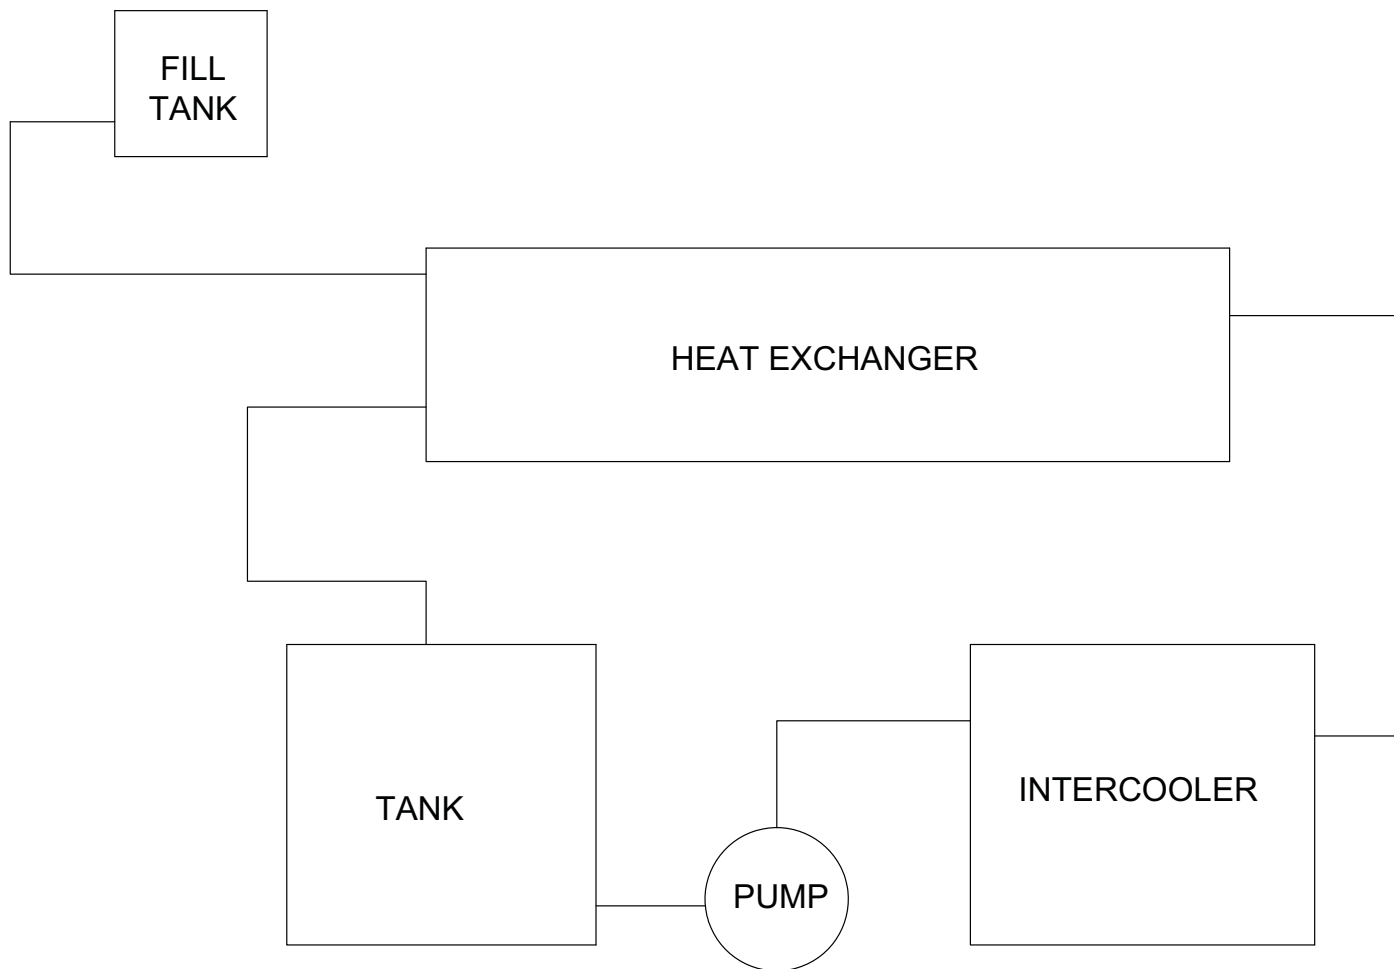 FILL
TANK
HEAT EXCHANGER
TANK
INTERCOOLER
PUMP